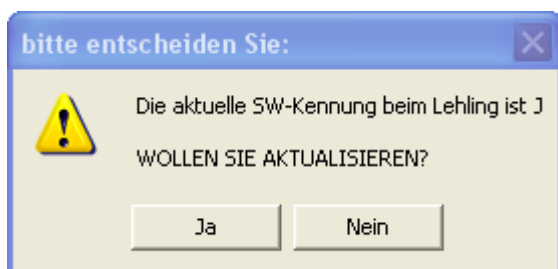 bitte entscheiden Sie:
Die aktuelle SW-Kennung beim Lehling ist J
WOLLEN SIE AKTUALISIEREN?
Ja
Nein